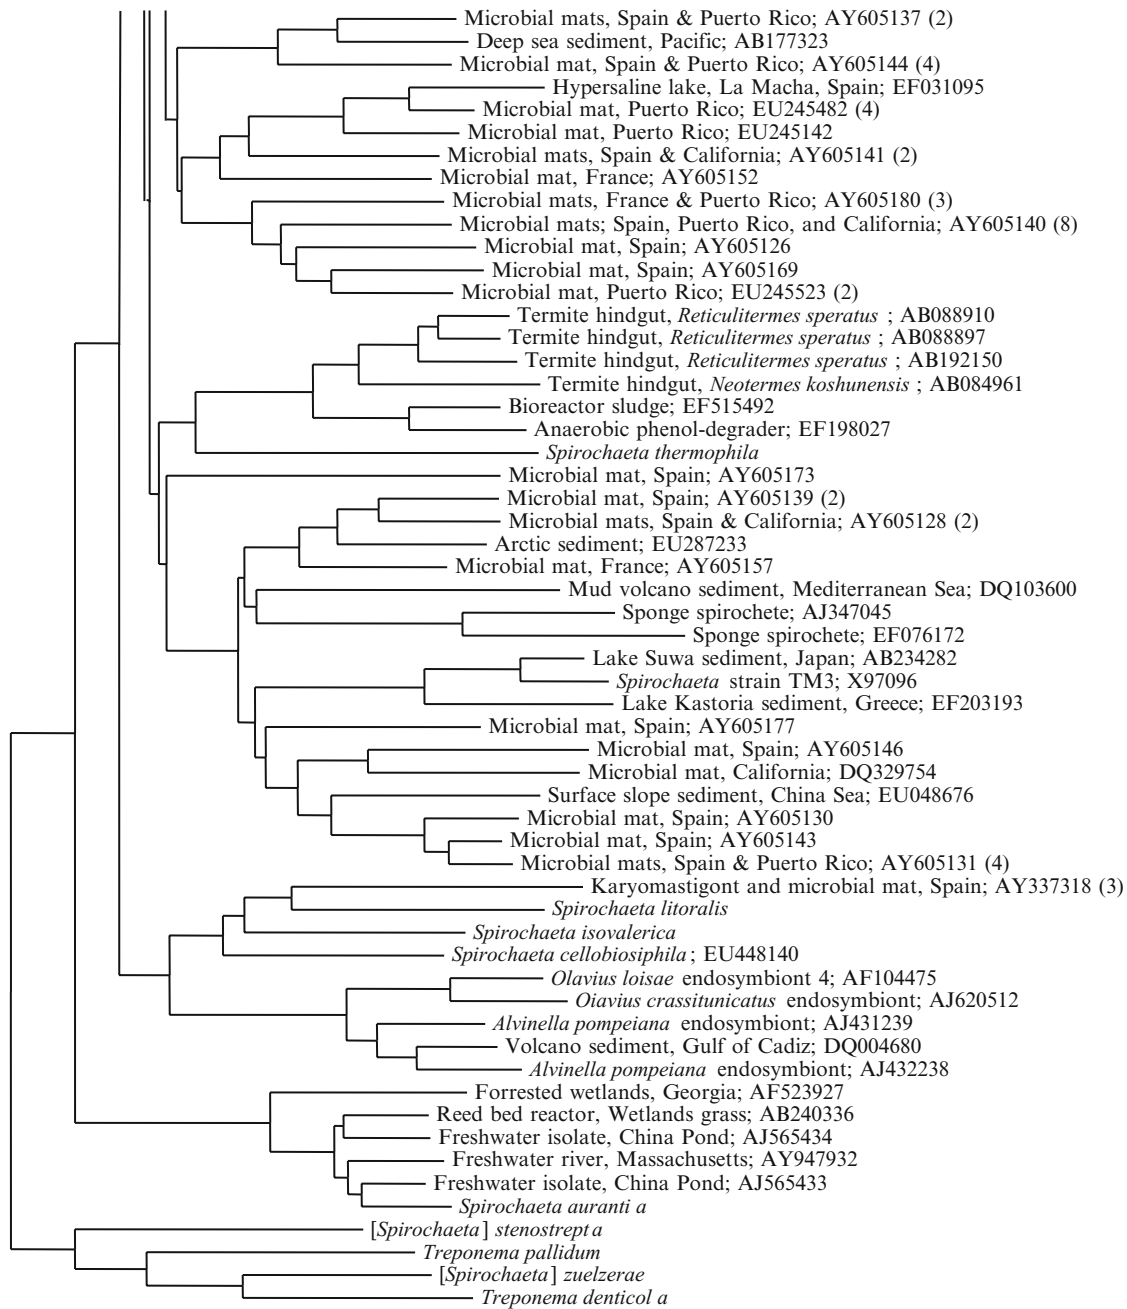 Microbial mats, Spain & Puerto Rico; AY605137 (2)
Deep sea sediment, Pacific; AB177323
Microbial mat, Spain & Puerto Rico; AY605144 (4)
Hypersaline lake, La Macha, Spain; EF031095
Microbial mat, Puerto Rico; EU245482 (4)
Microbial mat, Puerto Rico; EU245142
Microbial mats, Spain & California; AY605141 (2)
Microbial mat, France; AY605152
Microbial mats, France & Puerto Rico; AY605180 (3)
Microbial mats; Spain, Puerto Rico, and California; AY605140 (8)
Microbial mat, Spain; AY605126
Microbial mat, Spain; AY605169
Microbial mat, Puerto Rico; EU245523 (2)
Termite hindgut, Reticulitermes speratus ; AB088910
Termite hindgut, Reticulitermes speratus ; AB088897
Termite hindgut, Reticulitermes speratus ; AB192150
Termite hindgut, Neotermes koshunensis ; AB084961
Bioreactor sludge; EF515492
Anaerobic phenol-degrader; EF198027
Spirochaeta thermophila
Microbial mat, Spain; AY605173
Microbial mat, Spain; AY605139 (2)
Microbial mats, Spain & California; AY605128 (2)
Arctic sediment; EU287233
Microbial mat, France; AY605157
Mud volcano sediment, Mediterranean Sea; DQ103600
Sponge spirochete; AJ347045
Sponge spirochete; EF076172
Lake Suwa sediment, Japan; AB234282
Spirochaeta strain TM3; X97096
Lake Kastoria sediment, Greece; EF203193
Microbial mat, Spain; AY605177
Microbial mat, Spain; AY605146
Microbial mat, California; DQ329754
Surface slope sediment, China Sea; EU048676
Microbial mat, Spain; AY605130
Microbial mat, Spain; AY605143
Microbial mats, Spain & Puerto Rico; AY605131 (4)
Karyomastigont and microbial mat, Spain; AY337318 (3)
Spirochaeta litoralis
Spirochaeta isovalerica
Spirochaeta cellobiosiphila ; EU448140
Olavius loisae endosymbiont 4; AF104475
Oiavius crassitunicatus endosymbiont; AJ620512
Alvinella pompeiana endosymbiont; AJ431239
Volcano sediment, Gulf of Cadiz; DQ004680
Alvinella pompeiana endosymbiont; AJ432238
Forrested wetlands, Georgia; AF523927
Reed bed reactor, Wetlands grass; AB240336
Freshwater isolate, China Pond; AJ565434
Freshwater river, Massachusetts; AY947932
Freshwater isolate, China Pond; AJ565433
Spirochaeta auranti a
[Spirochaeta] stenostrept a
Treponema pallidum
[Spirochaeta] zuelzerae
Treponema denticol a